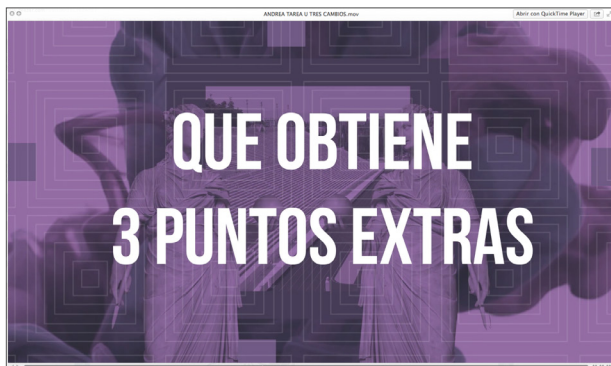 ANDREA TAREA U TRES CAMBIOS.mov
Abrir con QuickTime Player
QUE OBTIENE
3 PUNTOS EXTRAS